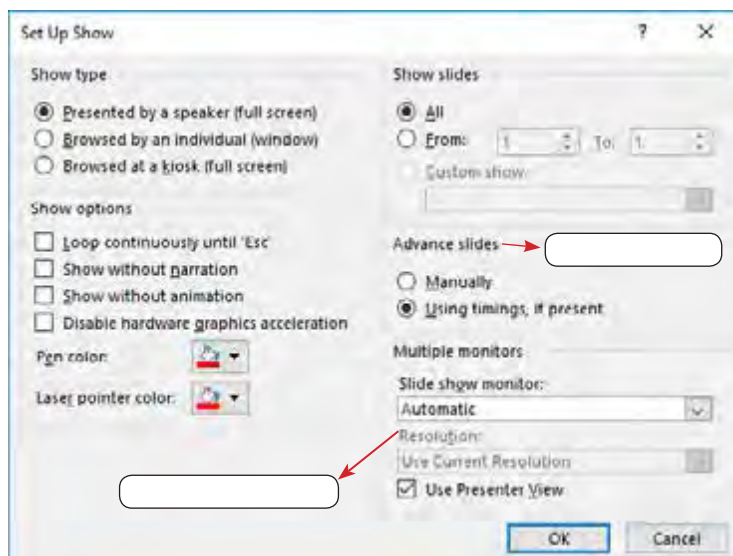 Set Up Show
?
Show type
Presented by a speaker (full screen)
Browsed by an individual (window)
Browsed at a kiosk (full screen)
Show options
Loop continuously until 'Esc'
Show without narration
Show without animation
Disable hardware graphics acceleration
Pen color:
Laser pointer color:
Show slides
All
From: 1 To: 1
Custom show:
Advance slides
Manually
Using timings, if present
Multiple monitors
Slide show monitor:
Automatic
Resolution:
Use Current Resolution
Use Presenter View
OK Cancel